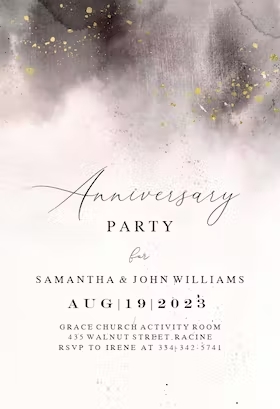 Anniversary
PARTY
for
SAMANTHA & JOHN WILLIAMS
AUG|19|2023
GRACE CHURCH ACTIVITY ROOM
435 WALNUT STREET RACINE
RSVP TO IRENE AT 334-342-5741